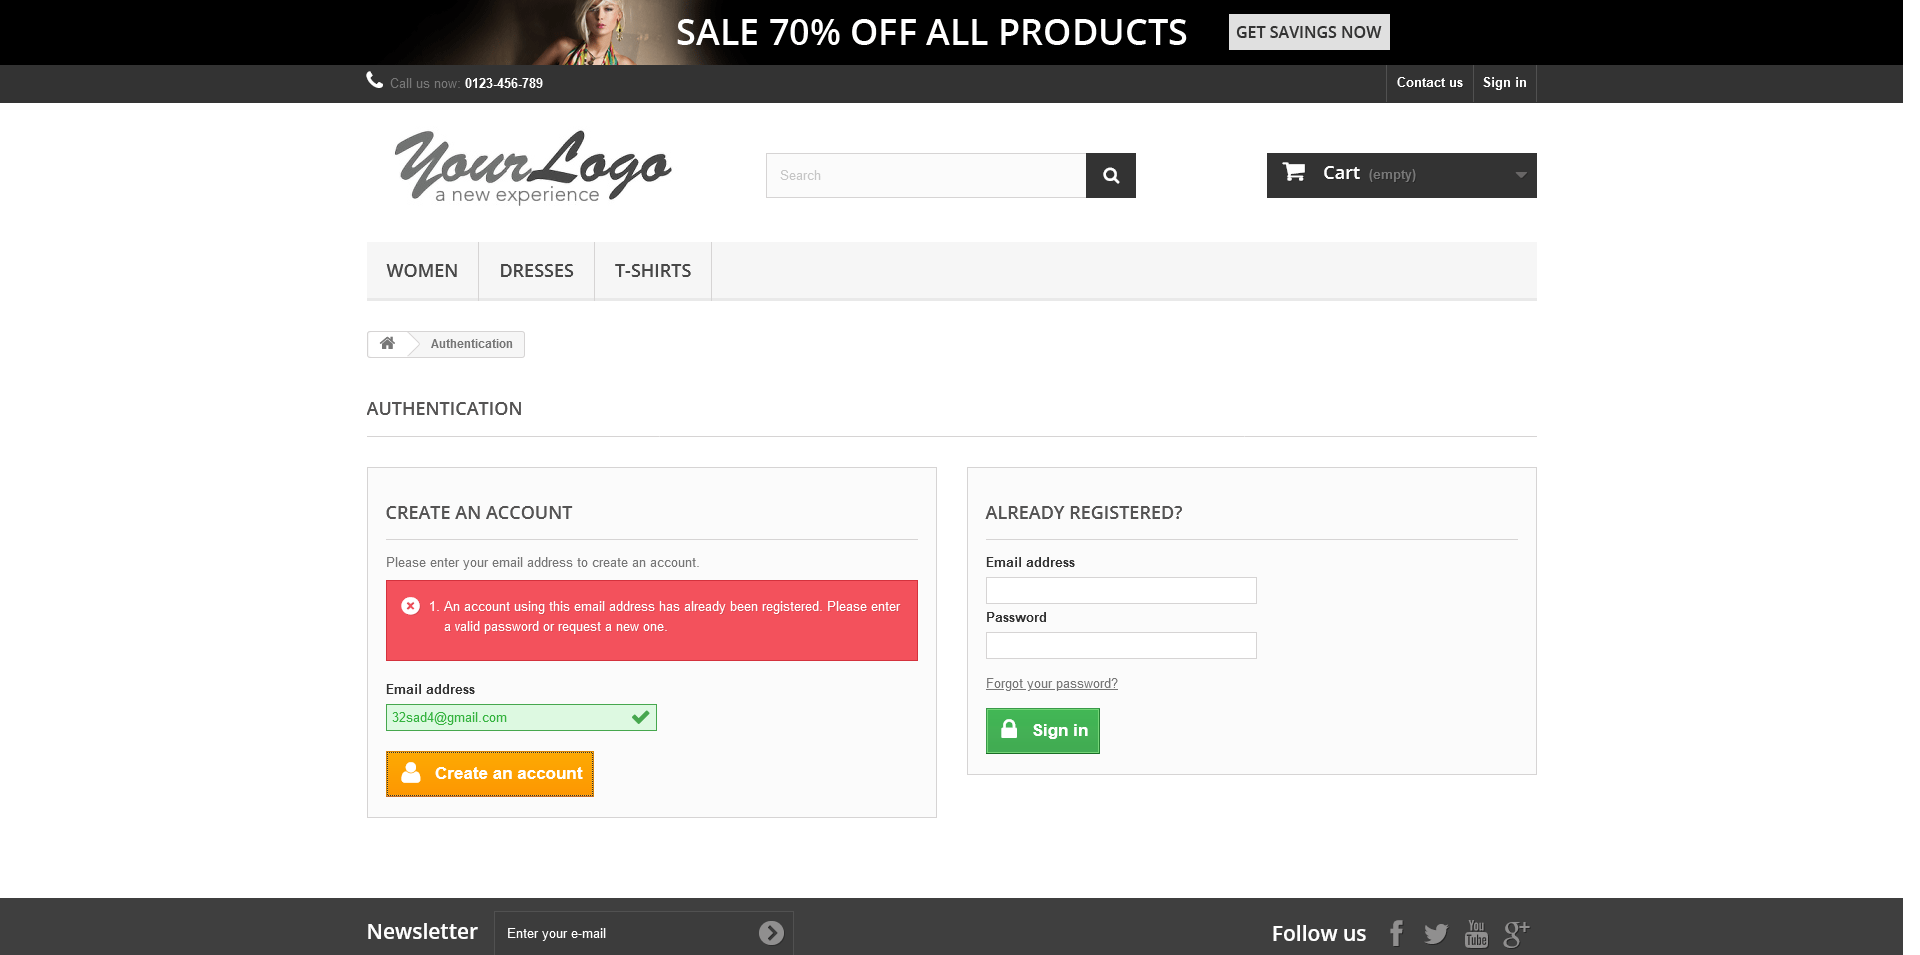 SALE 70% OFF ALL PRODUCTS GET SAVINGS NOW
Call us now: 0123-456-789 Contact us Sign in
YourLogo
a new experience
Search
Cart (empty)
WOMEN DRESSES T-SHIRTS
Authentication
AUTHENTICATION
CREATE AN ACCOUNT
Please enter your email address to create an account.
1. An account using this email address has already been registered. Please enter
a valid password or request a new one.
Email address
32sad4@gmail.com
Create an account
ALREADY REGISTERED?
Email address
Password
Forgot your password?
Sign in
Newsletter Enter your e-mail
Follow us
You
Tube
g+